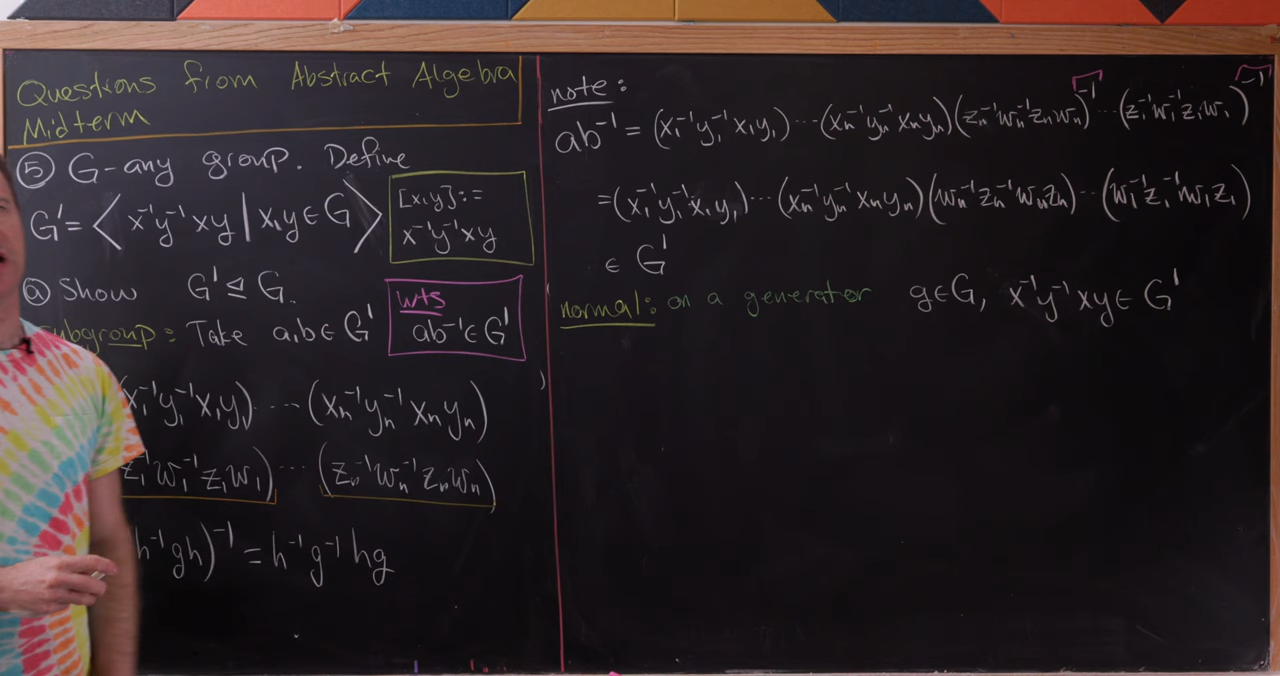 Questions from Abstract Algebra
Midterm
⑤ G-any group. Define
G' = ⟨ x⁻¹y⁻¹xy | x,y ∈ G ⟩
[x,y] :=
x⁻¹y⁻¹xy
ⓐ Show G' ⊴ G.
subgroup: Take a,b ∈ G'
wts
ab⁻¹ ∈ G'
(x₁⁻¹y₁⁻¹x₁y₁) ⋯ (xₙ⁻¹yₙ⁻¹xₙyₙ)
z₁⁻¹w₁⁻¹z₁w₁) ⋯ (zₙ⁻¹wₙ⁻¹zₙwₙ)
h⁻¹gh)⁻¹ = h⁻¹g⁻¹hg
note:
ab⁻¹ = (x₁⁻¹y₁⁻¹x₁y₁) ⋯ (xₙ⁻¹yₙ⁻¹xₙyₙ)(zₙ⁻¹wₙ⁻¹zₙwₙ)⁻¹ ⋯ (z₁⁻¹w₁⁻¹z₁w₁)⁻¹
= (x₁⁻¹y₁⁻¹x₁y₁) ⋯ (xₙ⁻¹yₙ⁻¹xₙyₙ)(wₙ⁻¹zₙ⁻¹wₙzₙ) ⋯ (w₁⁻¹z₁⁻¹w₁z₁)
∈ G'
normal: on a generator g∈G, x⁻¹y⁻¹xy ∈ G'